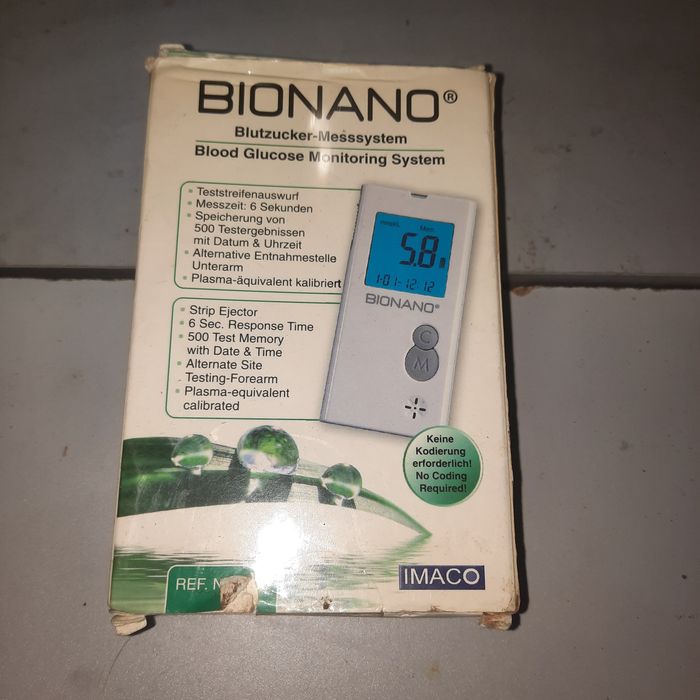 BIONANO®
Blutzucker-Messsystem
Blood Glucose Monitoring System
• Teststreifenauswurf
• Messzeit: 6 Sekunden
• Speicherung von
500 Testergebnissen
mit Datum & Uhrzeit
• Alternative Entnahmestelle
Unterarm
• Plasma-äquivalent kalibriert
mmol/L Mem
5.8
1-01-12:12
BIONANO®
C
M
• Strip Ejector
• 6 Sec. Response Time
• 500 Test Memory
with Date & Time
• Alternate Site
Testing-Forearm
• Plasma-equivalent
calibrated
Keine
Kodierung
erforderlich!
No Coding
Required!
REF.
IMACO